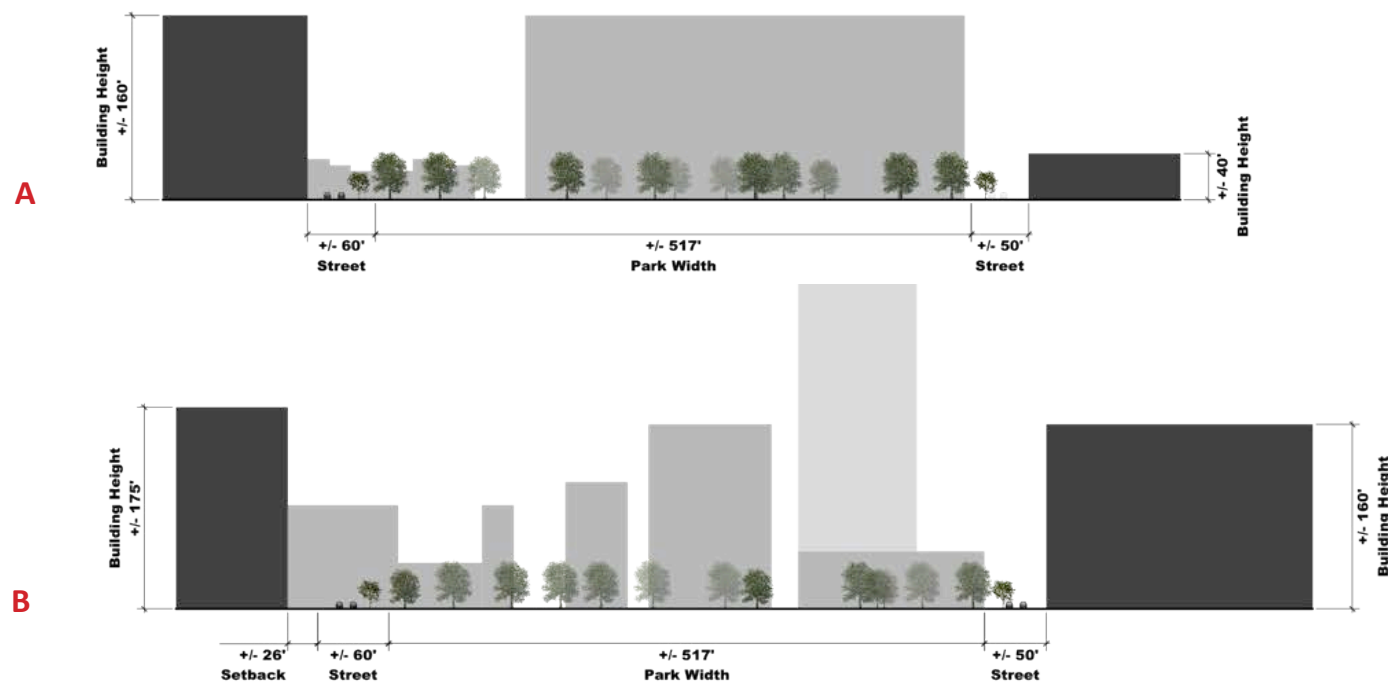 Building Height
+/- 160'
A
+/- 40'
Building Height
+/- 60'
Street
+/- 517'
Park Width
+/- 50'
Street
Building Height
+/- 175'
B
+/- 160'
Building Height
+/- 26'
Setback
+/- 60'
Street
+/- 517'
Park Width
+/- 50'
Street